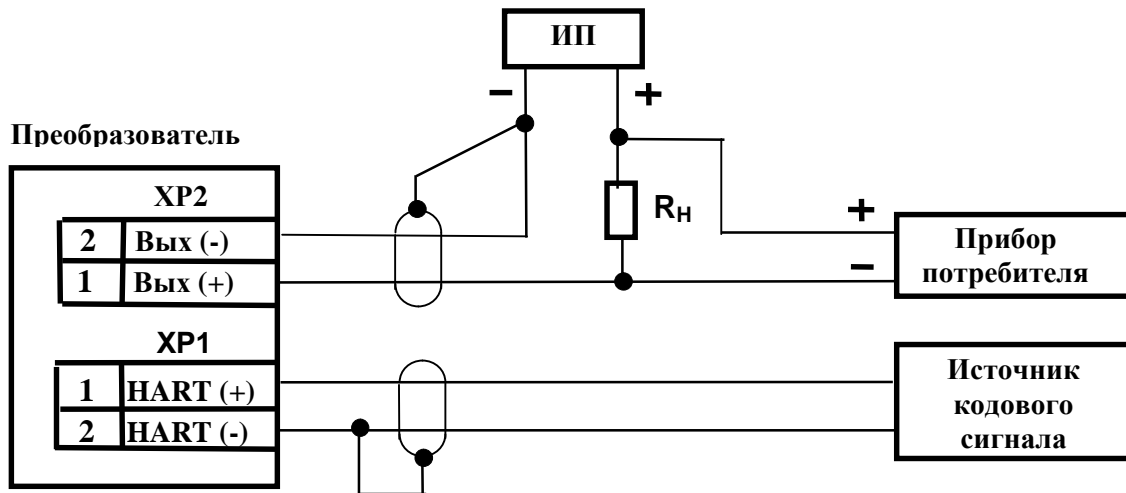 ИП
− +
Преобразователь
XP2
2 Вых (-)
1 Вых (+)
RН
+
−
Прибор
потребителя
XP1
1 HART (+)
2 HART (-)
Источник
кодового
сигнала